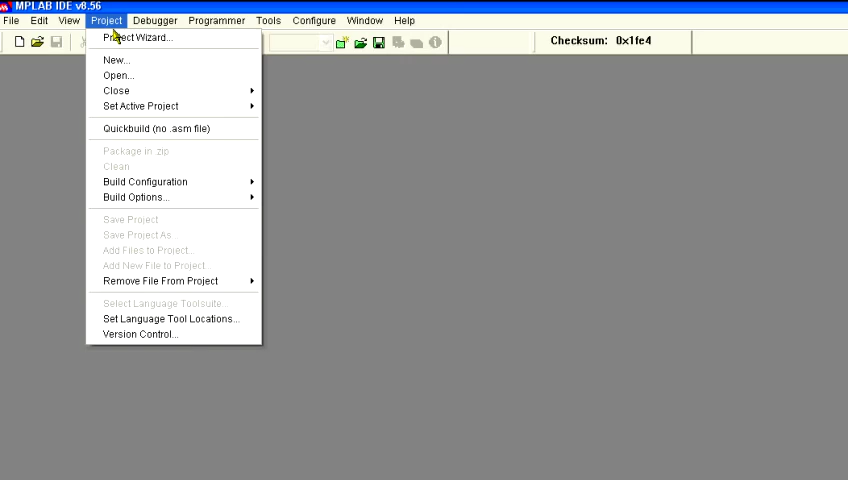 MPLAB IDE v8.56
File Edit View Project Debugger Programmer Tools Configure Window Help
Checksum: 0x1fe4
Project Wizard...
New...
Open...
Close
Set Active Project
Quickbuild (no .asm file)
Package in .zip
Clean
Build Configuration
Build Options...
Save Project
Save Project As...
Add Files to Project...
Add New File to Project...
Remove File From Project
Select Language Toolsuite...
Set Language Tool Locations...
Version Control...